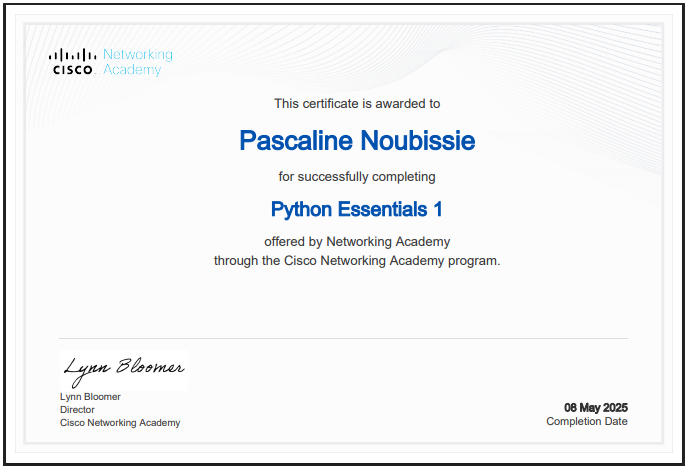 Networking
CISCO. Academy
This certificate is awarded to
Pascaline Noubissie
for successfully completing
Python Essentials 1
offered by Networking Academy
through the Cisco Networking Academy program.
Lynn Bloomer
Lynn Bloomer
Director
Cisco Networking Academy
08 May 2025
Completion Date